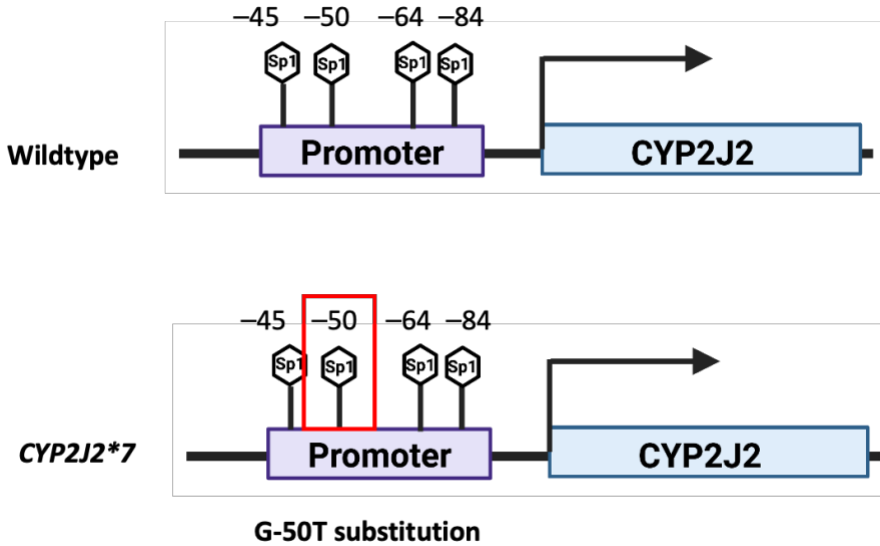 –45 –50 –64 –84
Sp1 Sp1 Sp1 Sp1
Wildtype Promoter CYP2J2
–45 –50 –64 –84
Sp1 Sp1 Sp1 Sp1
CYP2J2*7 Promoter CYP2J2
G-50T substitution